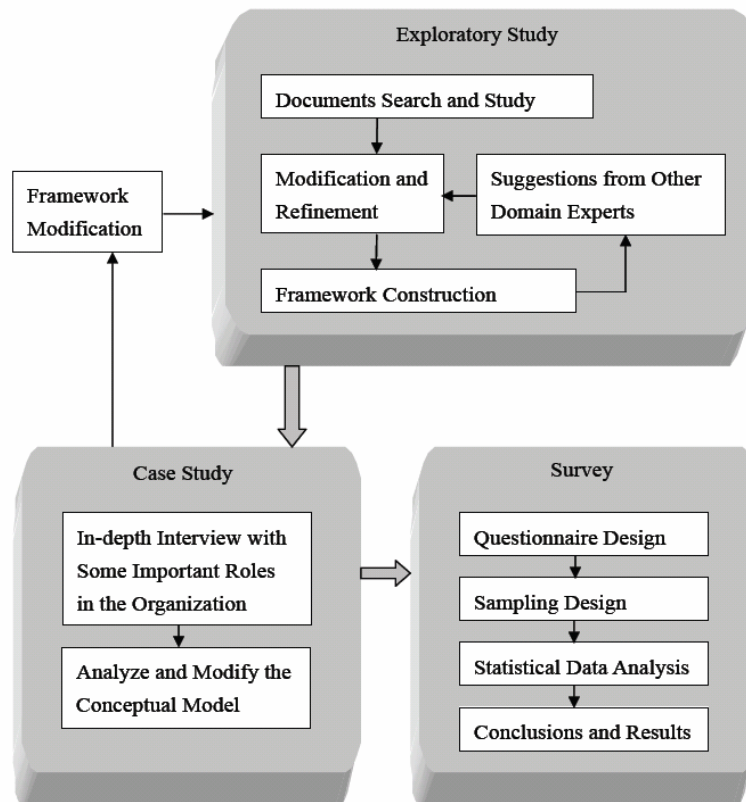 Exploratory Study
Documents Search and Study
Modification and
Refinement
Suggestions from Other
Domain Experts
Framework Construction
Framework
Modification
Case Study
In-depth Interview with
Some Important Roles
in the Organization
Analyze and Modify the
Conceptual Model
Survey
Questionnaire Design
Sampling Design
Statistical Data Analysis
Conclusions and Results